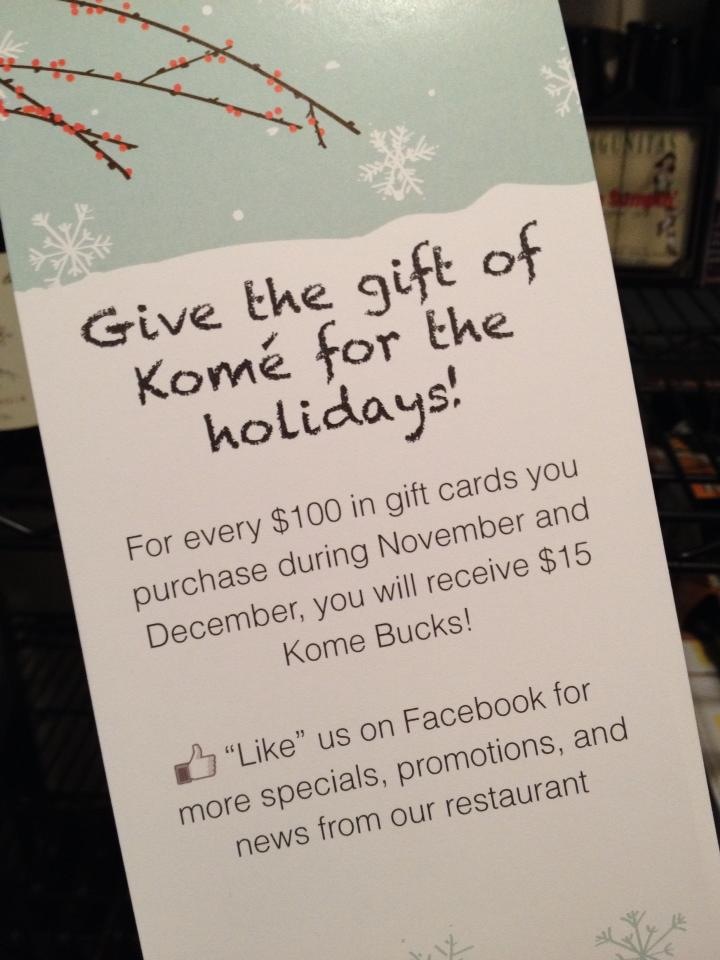 Give the gift of
Komé for the
holidays!
For every $100 in gift cards you
purchase during November and
December, you will receive $15
Kome Bucks!
"Like" us on Facebook for
more specials, promotions, and
news from our restaurant